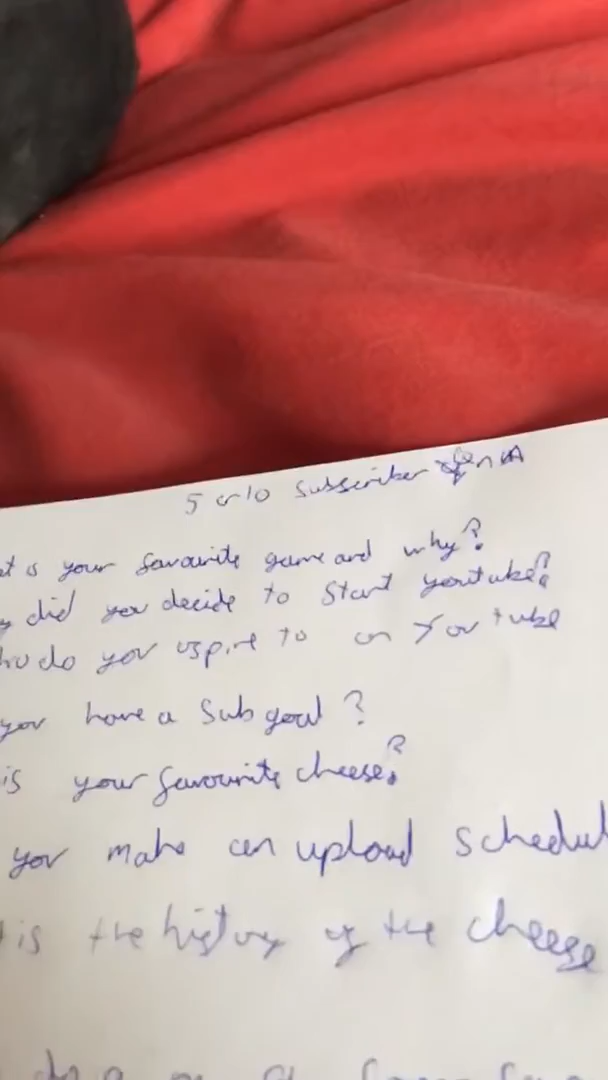 5 or 10 Subscriber QnA
is your favourite game and why?
did you decide to Start youtube?
do you aspire to on YouTube
you have a Sub goal?
is your favourite cheese?
you make an upload schedul
is the history of the cheese